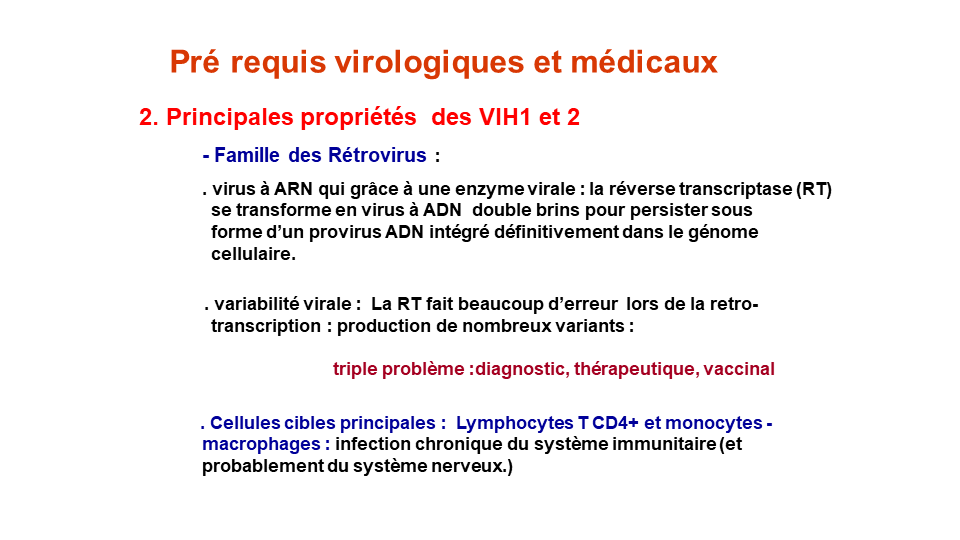 Pré requis virologiques et médicaux
2. Principales propriétés des VIH1 et 2
- Famille des Rétrovirus :
. virus à ARN qui grâce à une enzyme virale : la réverse transcriptase (RT)
se transforme en virus à ADN double brins pour persister sous
forme d’un provirus ADN intégré définitivement dans le génome
cellulaire.
. variabilité virale : La RT fait beaucoup d’erreur lors de la retro-
transcription : production de nombreux variants :
triple problème :diagnostic, thérapeutique, vaccinal
. Cellules cibles principales : Lymphocytes T CD4+ et monocytes -
macrophages : infection chronique du système immunitaire (et
probablement du système nerveux.)